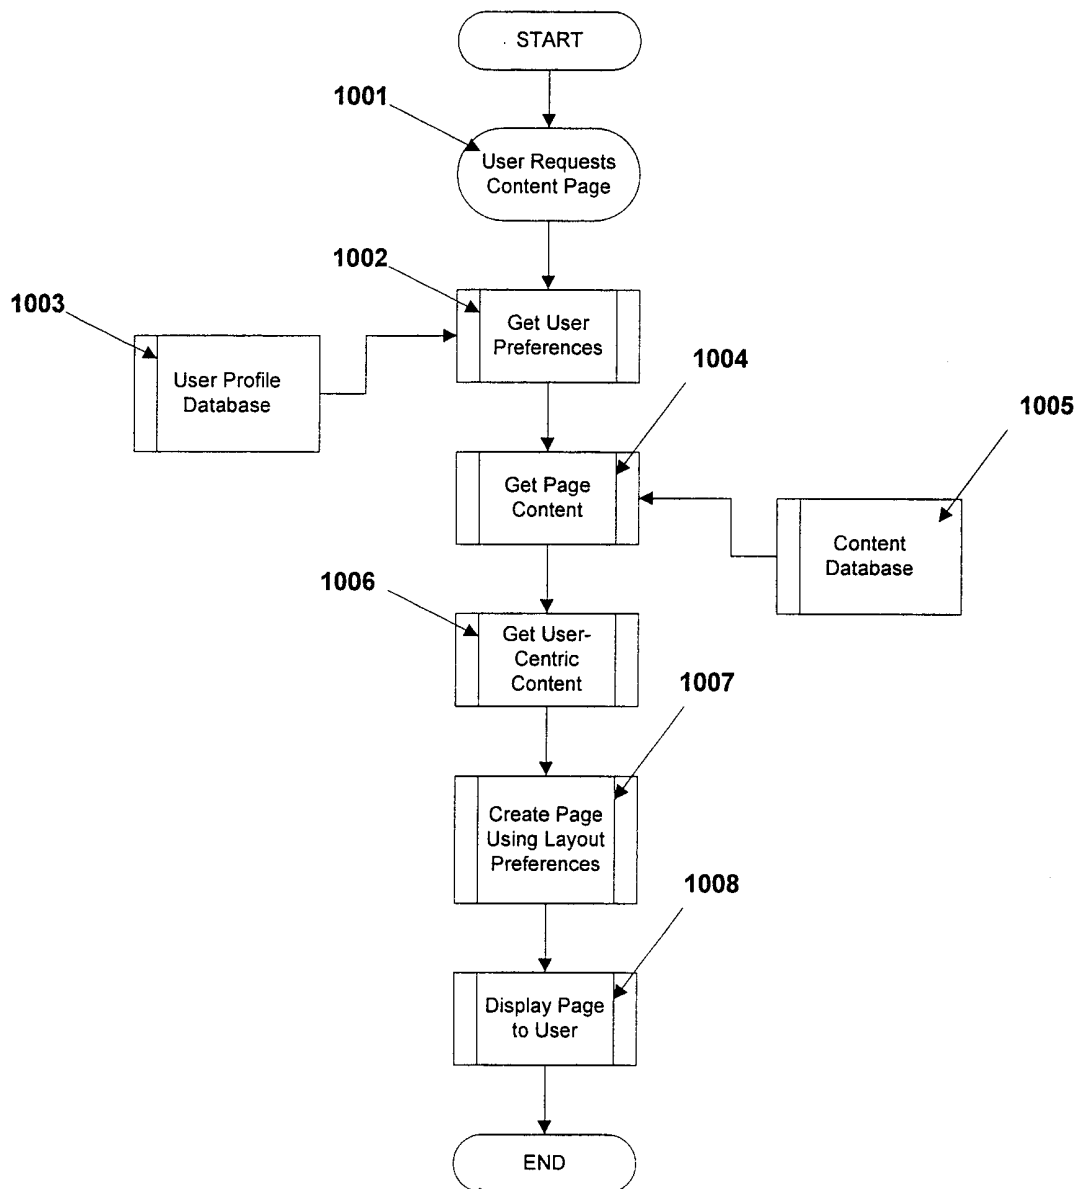 START
1001
User Requests
Content Page
1002
Get User
Preferences
1003
User Profile
Database
1004
Get Page
Content
1005
Content
Database
1006
Get User-
Centric
Content
1007
Create Page
Using Layout
Preferences
1008
Display Page
to User
END